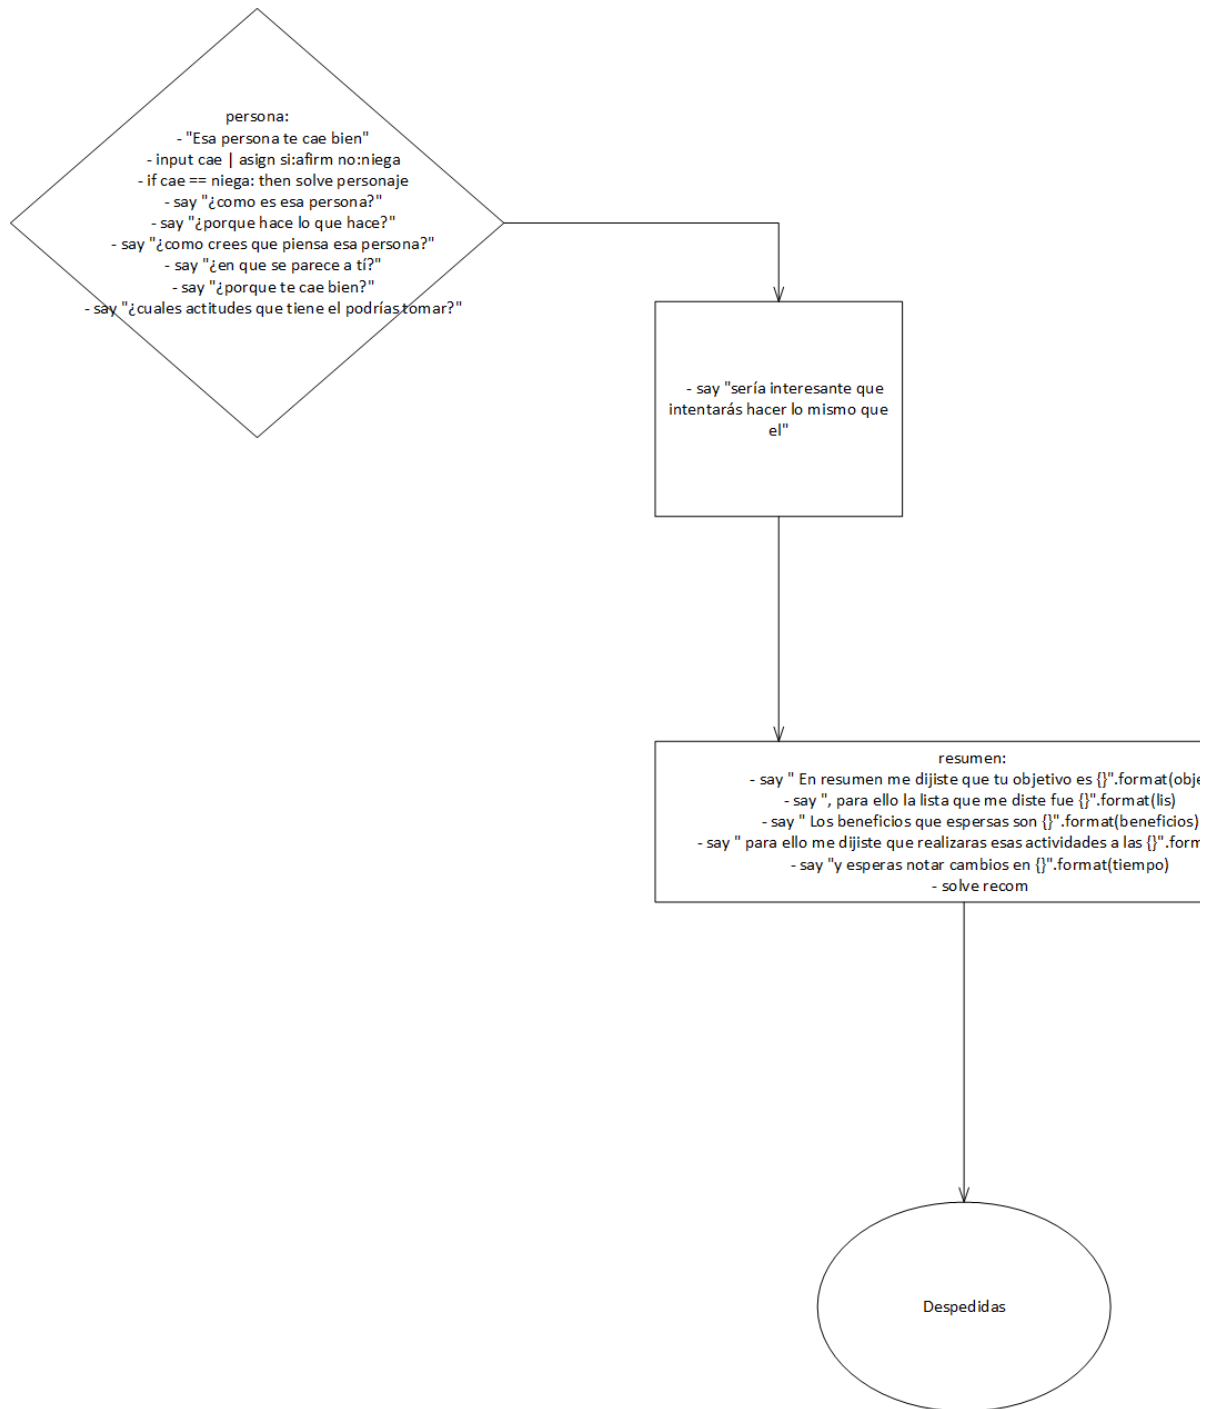 persona:
- "Esa persona te cae bien"
- input cae | asign si:afirm no:niega
- if cae == niega: then solve personaje
- say "¿como es esa persona?"
- say "¿porque hace lo que hace?"
- say "¿como crees que piensa esa persona?"
- say "¿en que se parece a tí?"
- say "¿porque te cae bien?"
- say "¿cuales actitudes que tiene el podrías tomar?"
- say "sería interesante que
intentarás hacer lo mismo que
el"
resumen:
- say " En resumen me dijiste que tu objetivo es {}".format(obje
- say ", para ello la lista que me diste fue {}".format(lis)
- say " Los beneficios que espersas son {}".format(beneficios)
- say " para ello me dijiste que realizaras esas actividades a las {}".form
- say "y esperas notar cambios en {}".format(tiempo)
- solve recom
Despedidas